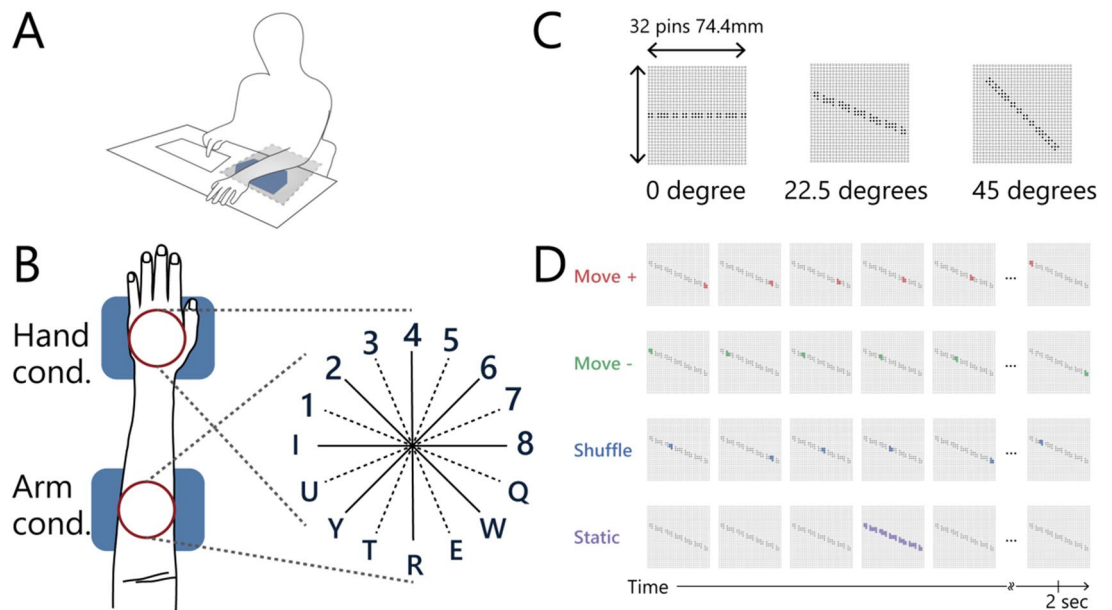 A
B
Hand
cond.
Arm
cond.
4
3 5
2 6
1 7
I 8
U Q
Y W
T E
R
C
32 pins 74.4mm
0 degree 22.5 degrees 45 degrees
D
Move + ...
Move - ...
Shuffle ...
Static ...
Time 2 sec